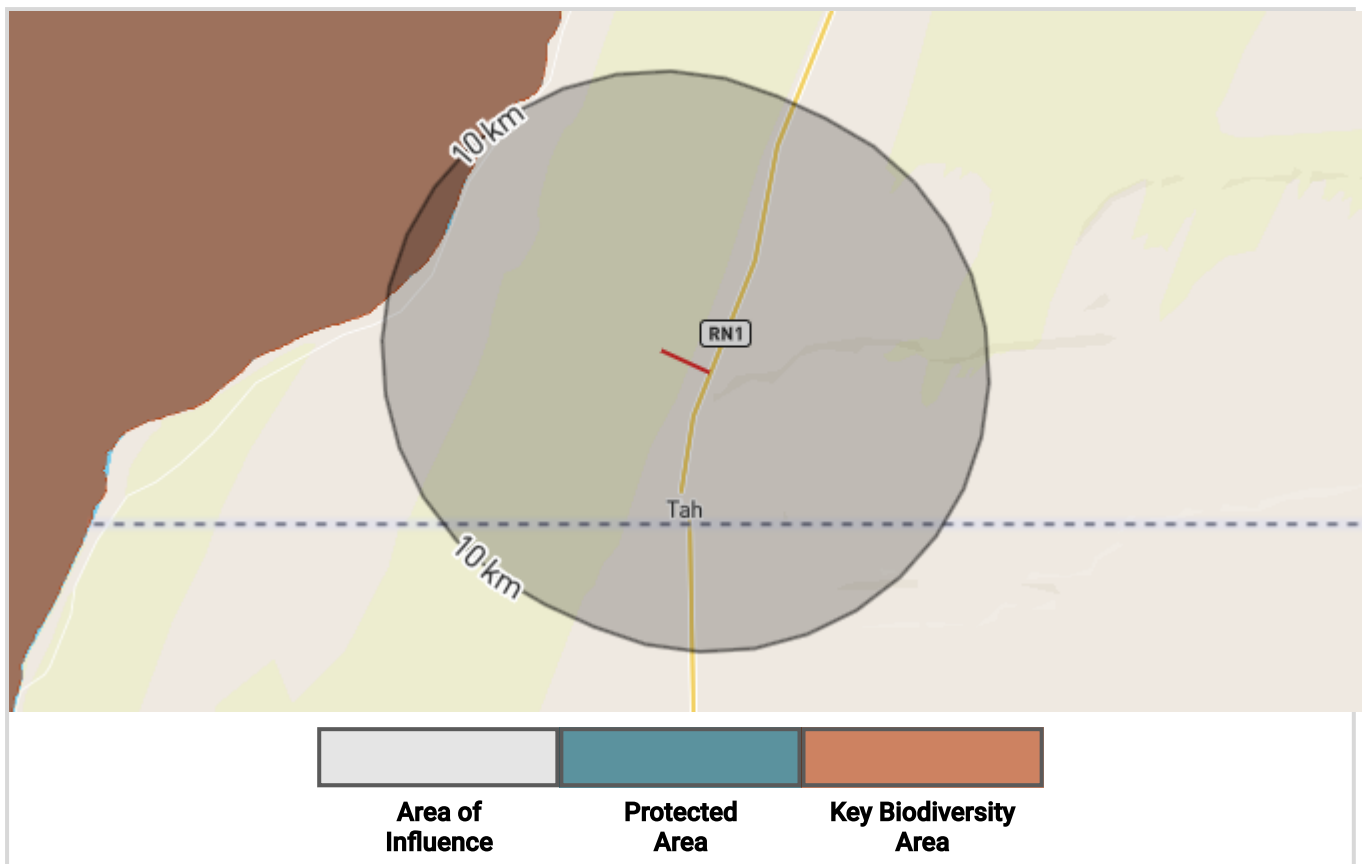 10 km
RN1
Tah
10 km
Area of
Influence
Protected
Area
Key Biodiversity
Area